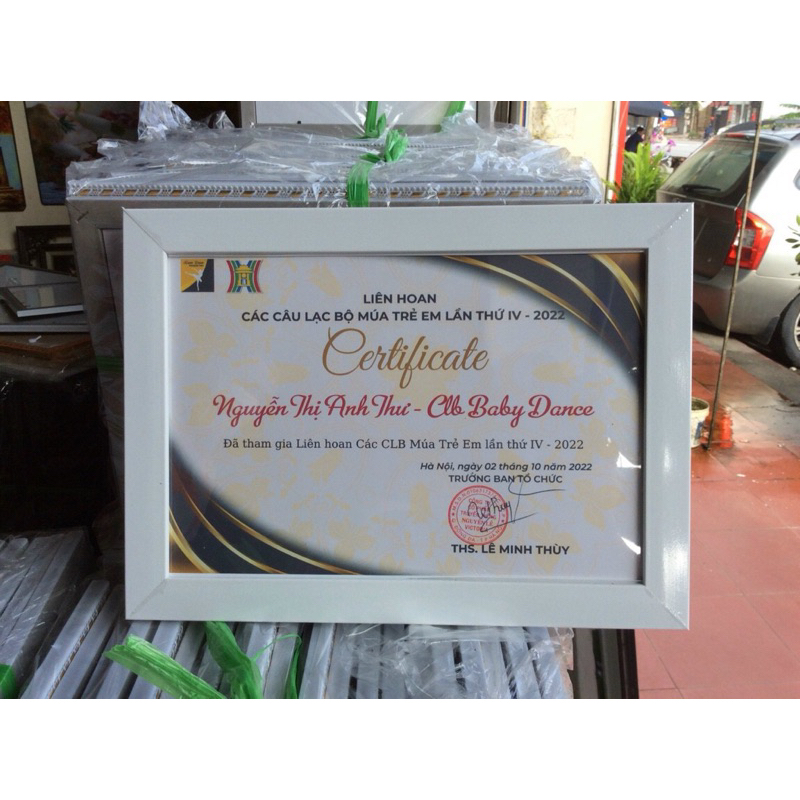 LIÊN HOAN
CÁC CÂU LẠC BỘ MÚA TRẺ EM LẦN THỨ IV - 2022
Certificate
Nguyễn Thị Anh Thư - Clb Baby Dance
Đã tham gia Liên hoan Các CLB Múa Trẻ Em lần thứ IV - 2022
Hà Nội, ngày 02 tháng 10 năm 2022
TRƯỞNG BAN TỔ CHỨC
THS. LÊ MINH THÙY